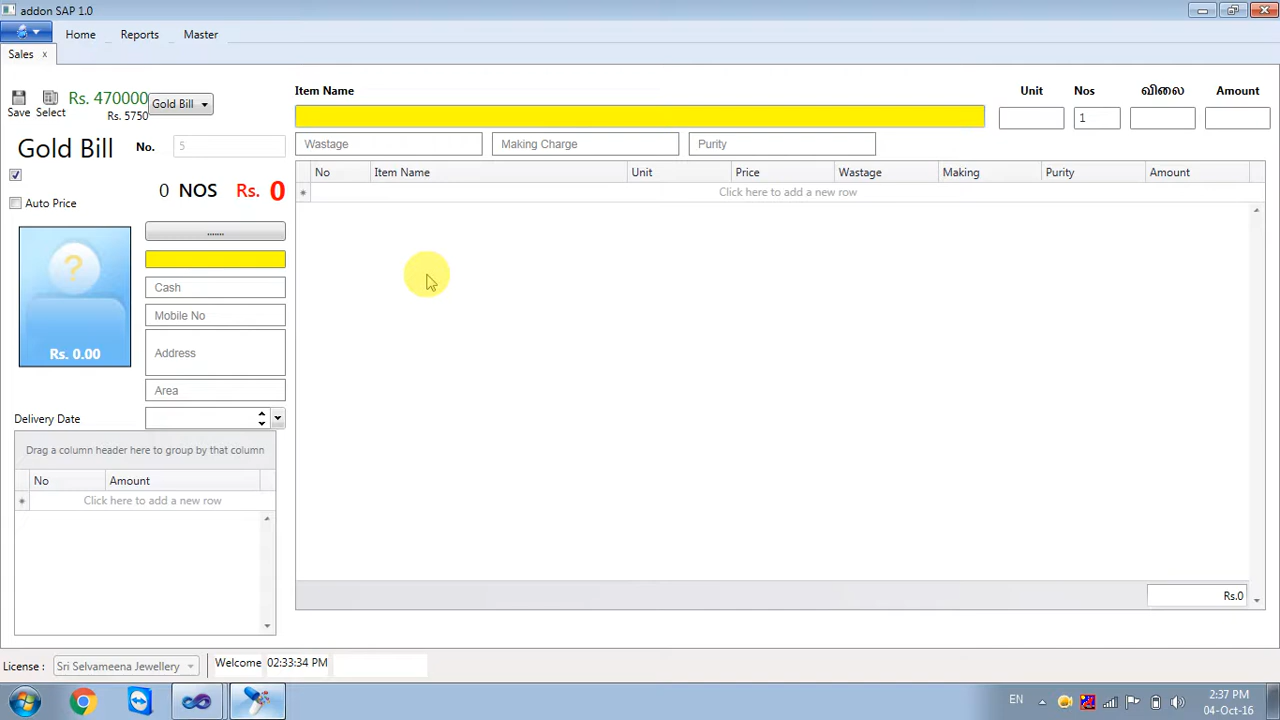 addon SAP 1.0
Home Reports Master
Sales x
Save Select Rs. 470000 Rs. 5750 Gold Bill
Gold Bill No. 5
0 NOS Rs. 0
Auto Price
.......
?
Rs. 0.00
Cash
Mobile No
Address
Area
Delivery Date
Drag a column header here to group by that column
No Amount
Click here to add a new row
Item Name Unit Nos விலை Amount
1
Wastage Making Charge Purity
No Item Name Unit Price Wastage Making Purity Amount
Click here to add a new row
Rs.0
License : Sri Selvameena Jewellery Welcome 02:33:34 PM
EN 2:37 PM
04-Oct-16